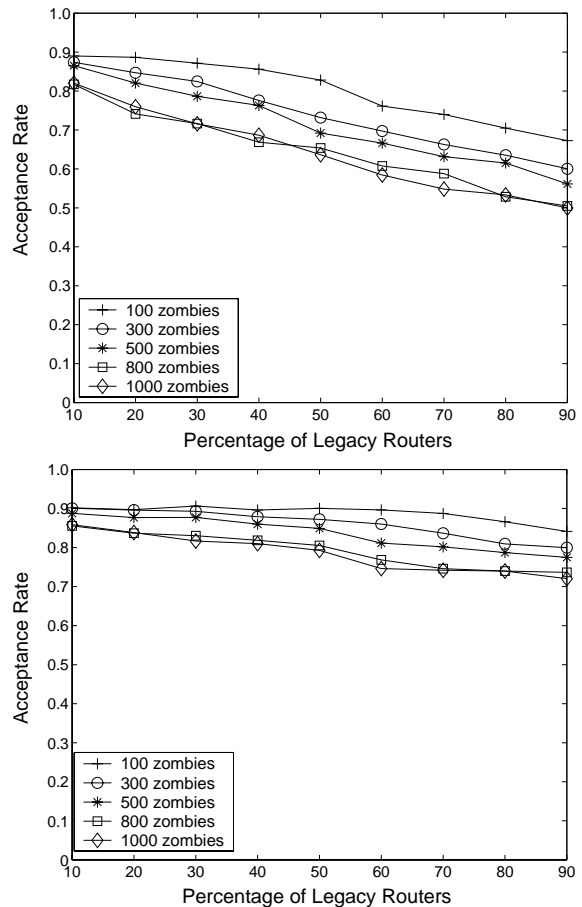 1.0
0.9
0.8
0.7
0.6
0.5
0.4
0.3
0.2
0.1
0
Acceptance Rate
100 zombies
300 zombies
500 zombies
800 zombies
1000 zombies
10 20 30 40 50 60 70 80 90
Percentage of Legacy Routers
1.0
0.9
0.8
0.7
0.6
0.5
0.4
0.3
0.2
0.1
0
Acceptance Rate
100 zombies
300 zombies
500 zombies
800 zombies
1000 zombies
10 20 30 40 50 60 70 80 90
Percentage of Legacy Routers